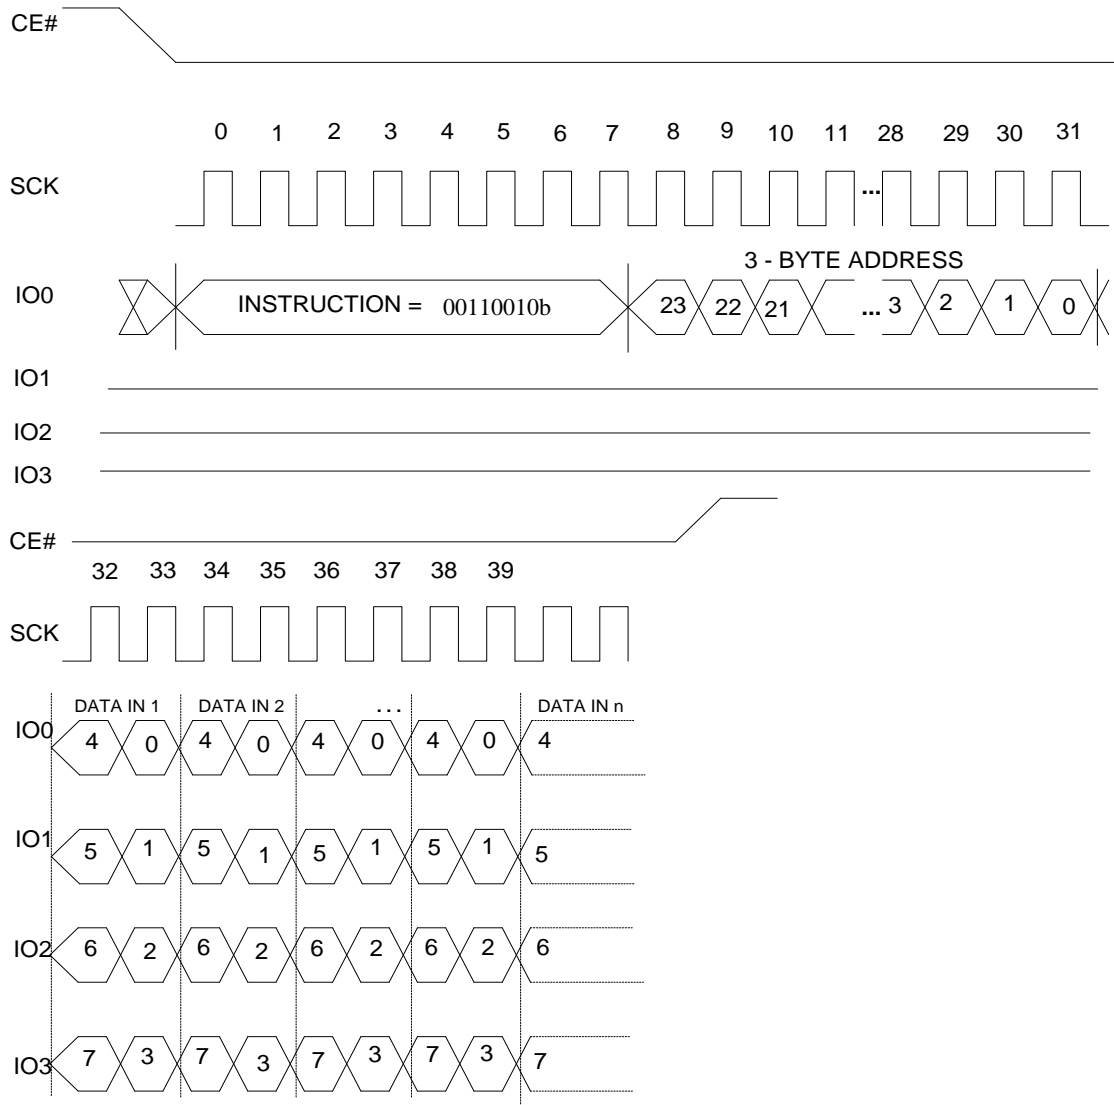 CE#
0 1 2 3 4 5 6 7 8 9 10 11 28 29 30 31
SCK ...
3 - BYTE ADDRESS
IO0 INSTRUCTION = 00110010b 23 22 21 ... 3 2 1 0
IO1
IO2
IO3
CE#
32 33 34 35 36 37 38 39
SCK
DATA IN 1 DATA IN 2 ... DATA IN n
IO0 4 0 4 0 4 0 4 0 4
IO1 5 1 5 1 5 1 5 1 5
IO2 6 2 6 2 6 2 6 2 6
IO3 7 3 7 3 7 3 7 3 7